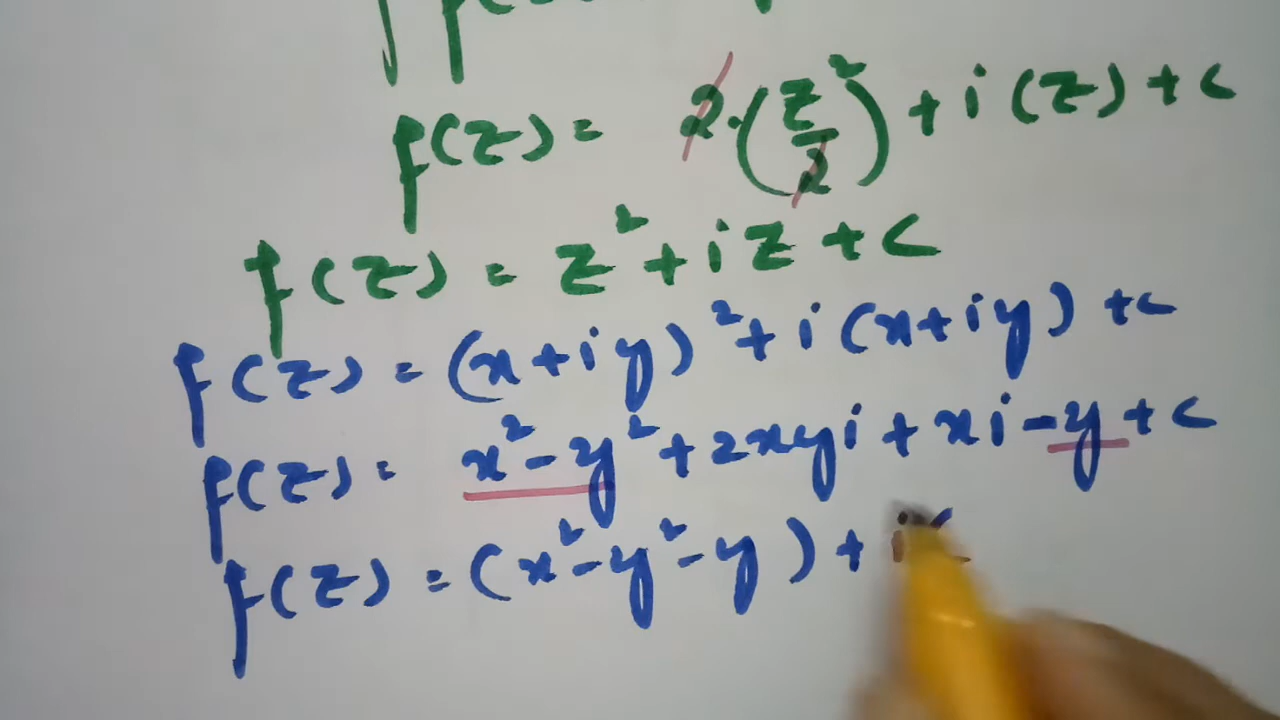 f(z) = 2·(z²/2) + i(z) + c
f(z) = z² + iz + c
f(z) = (x+iy)² + i(x+iy) + c
f(z) = x² - y² + 2xyi + xi - y + c
f(z) = (x² - y² - y) + i(